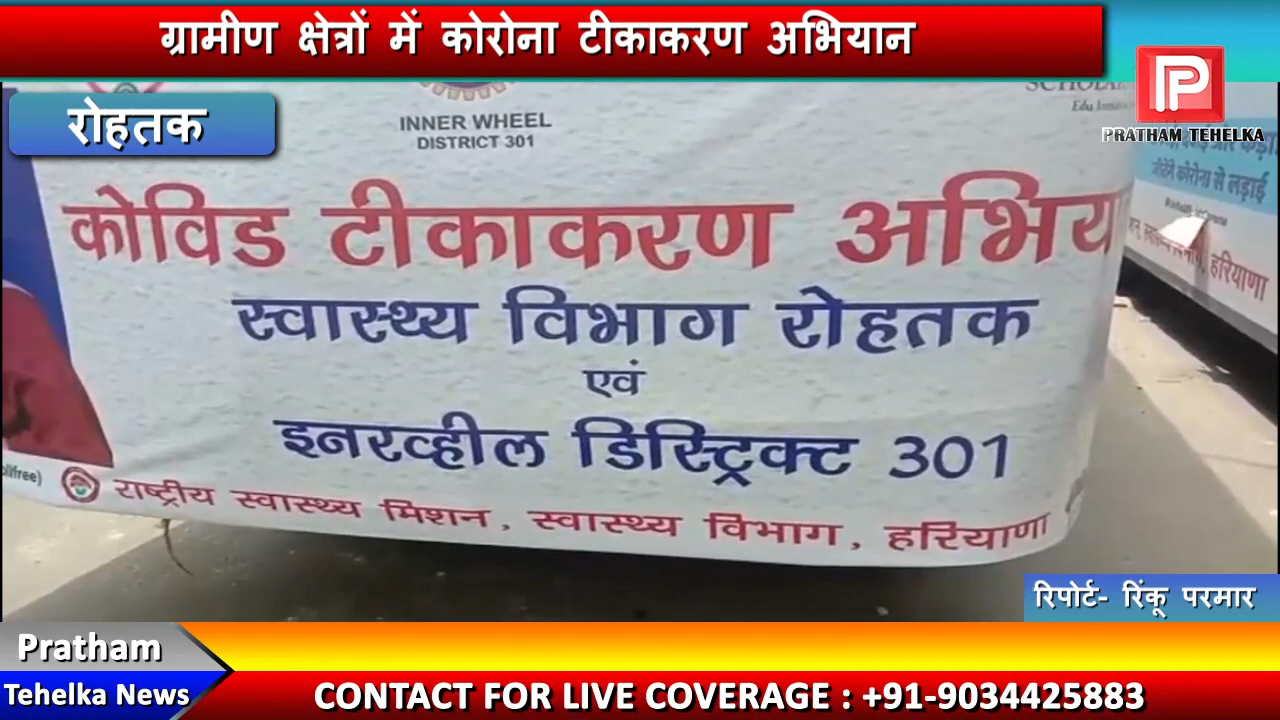 ग्रामीण क्षेत्रों में कोरोना टीकाकरण अभियान
रोहतक
PRATHAM TEHELKA
INNER WHEEL
DISTRICT 301
कोविड टीकाकरण
स्वास्थ्य विभाग रोहतक
एवं
इनरव्हील डिस्ट्रिक्ट 301
राष्ट्रीय स्वास्थ्य मिशन, स्वास्थ्य विभाग, हरियाणा
कोरोना से लड़ाई
हरियाणा
रिपोर्ट- रिंकू परमार
Pratham
Tehelka News
CONTACT FOR LIVE COVERAGE : +91-9034425883